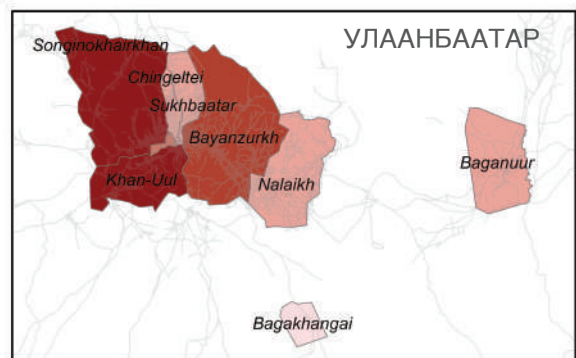 УЛААНБААТАР
Songinokhairkhan
Chingeltei
Sukhbaatar
Bayanzurkh
Khan-Uul
Nalaikh
Baganuur
Bagakhangai